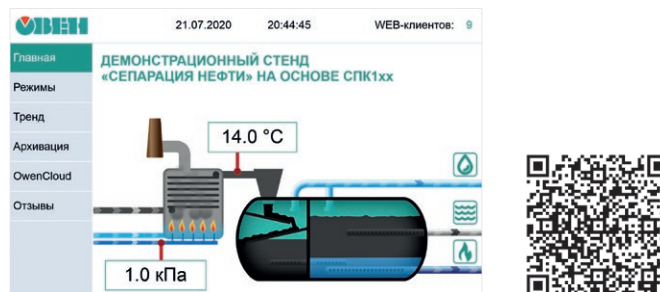 ОВЕН
21.07.2020 20:44:45 WEB-клиентов: 9
Главная
Режимы
Тренд
Архивация
OwenCloud
Отзывы
ДЕМОНСТРАЦИОННЫЙ СТЕНД
«СЕПАРАЦИЯ НЕФТИ» НА ОСНОВЕ СПК1хх
14.0 °C
1.0 кПа